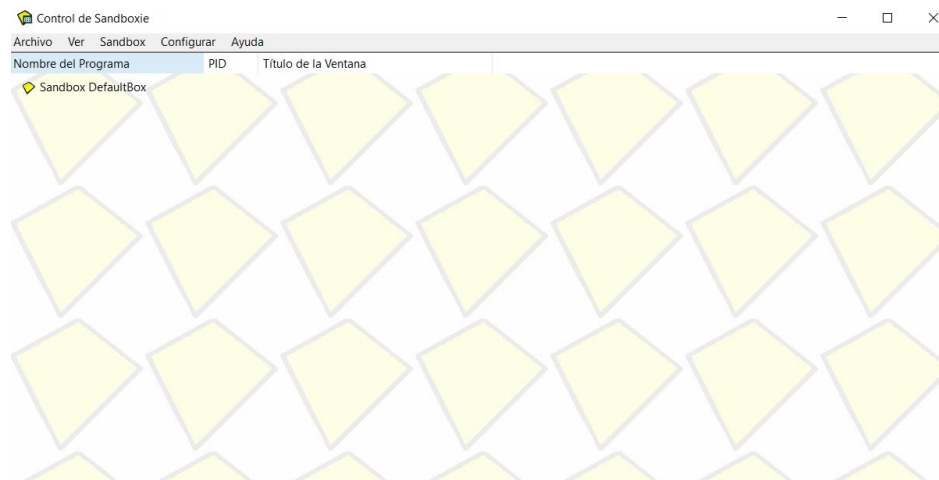 Control de Sandboxie
Archivo Ver Sandbox Configurar Ayuda
Nombre del Programa PID Título de la Ventana
Sandbox DefaultBox